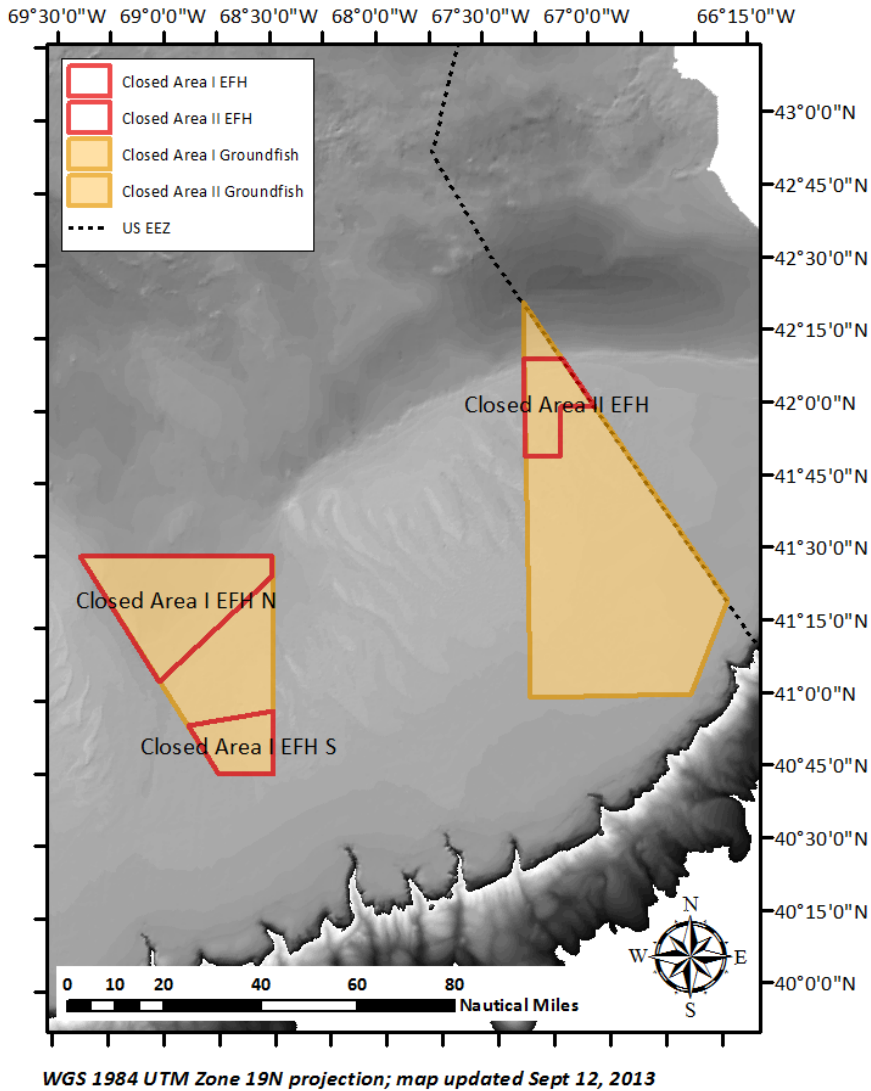 69°30'0"W 69°0'0"W 68°30'0"W 68°0'0"W 67°30'0"W 67°0'0"W 66°15'0"W
Closed Area I EFH
Closed Area II EFH
Closed Area I Groundfish
Closed Area II Groundfish
US EEZ
43°0'0"N
42°45'0"N
42°30'0"N
42°15'0"N
42°0'0"N
41°45'0"N
41°30'0"N
41°15'0"N
41°0'0"N
40°45'0"N
40°30'0"N
40°15'0"N
40°0'0"N
Closed Area II EFH
Closed Area I EFH N
Closed Area I EFH S
N
W E
S
0 10 20 40 60 80
Nautical Miles
WGS 1984 UTM Zone 19N projection; map updated Sept 12, 2013